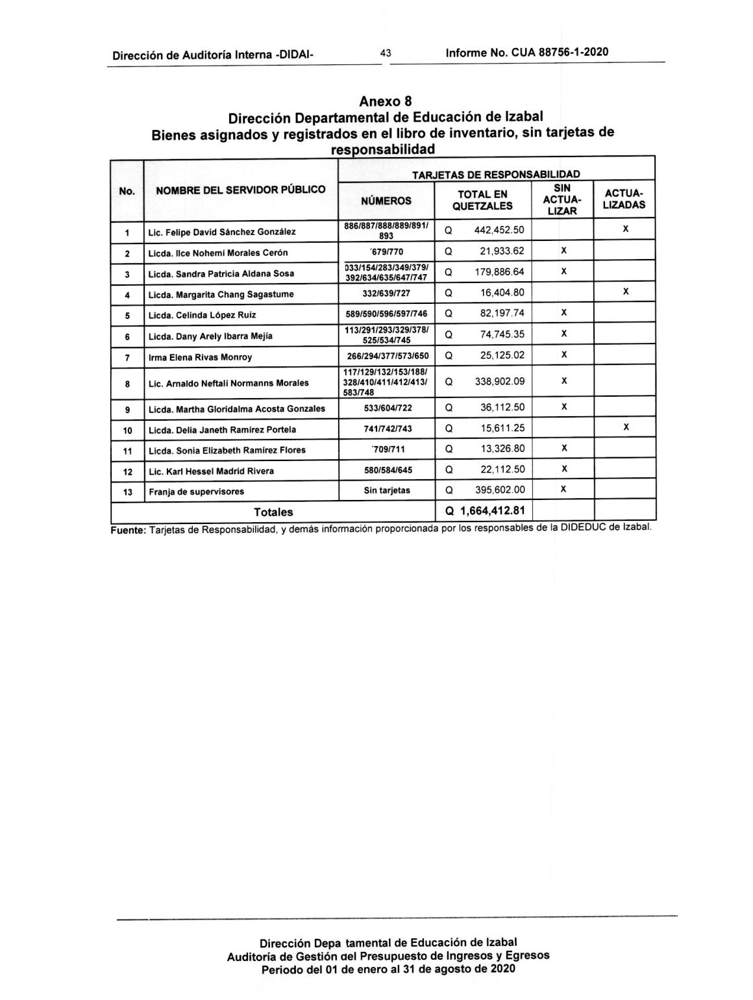 Dirección de Auditoría Interna -DIDAI- 43 Informe No. CUA 88756-1-2020
Anexo 8
Dirección Departamental de Educación de Izabal
Bienes asignados y registrados en el libro de inventario, sin tarjetas de
responsabilidad
No. NOMBRE DEL SERVIDOR PÚBLICO TARJETAS DE RESPONSABILIDAD
NÚMEROS TOTAL EN QUETZALES SIN ACTUA- LIZAR ACTUA- LIZADAS
1 Lic. Felipe David Sánchez González 886/887/888/889/891/ 893 Q 442,452.50 X
2 Licda. Ilce Nohemí Morales Cerón ´679/770 Q 21,933.62 X
3 Licda. Sandra Patricia Aldana Sosa 033/154/283/349/379/ 392/634/635/647/747 Q 179,886.64 X
4 Licda. Margarita Chang Sagastume 332/639/727 Q 16,404.80 X
5 Licda. Celinda López Ruiz 589/590/596/597/746 Q 82,197.74 X
6 Licda. Dany Arely Ibarra Mejía 113/291/293/329/378/ 525/534/745 Q 74,745.35 X
7 Irma Elena Rivas Monroy 266/294/377/573/650 Q 25,125.02 X
8 Lic. Arnaldo Neftalí Normanns Morales 117/129/132/153/188/ 328/410/411/412/413/ 583/748 Q 338,902.09 X
9 Licda. Martha Gloridalma Acosta Gonzales 533/604/722 Q 36,112.50 X
10 Licda. Delia Janeth Ramírez Portela 741/742/743 Q 15,611.25 X
11 Licda. Sonia Elizabeth Ramírez Flores ´709/711 Q 13,326.80 X
12 Lic. Karl Hessel Madrid Rivera 580/584/645 Q 22,112.50 X
13 Franja de supervisores Sin tarjetas Q 395,602.00 X
Totales Q 1,664,412.81
Fuente: Tarjetas de Responsabilidad, y demás información proporcionada por los responsables de la DIDEDUC de Izabal.
Dirección Depa tamental de Educación de Izabal
Auditoría de Gestión del Presupuesto de Ingresos y Egresos
Periodo del 01 de enero al 31 de agosto de 2020